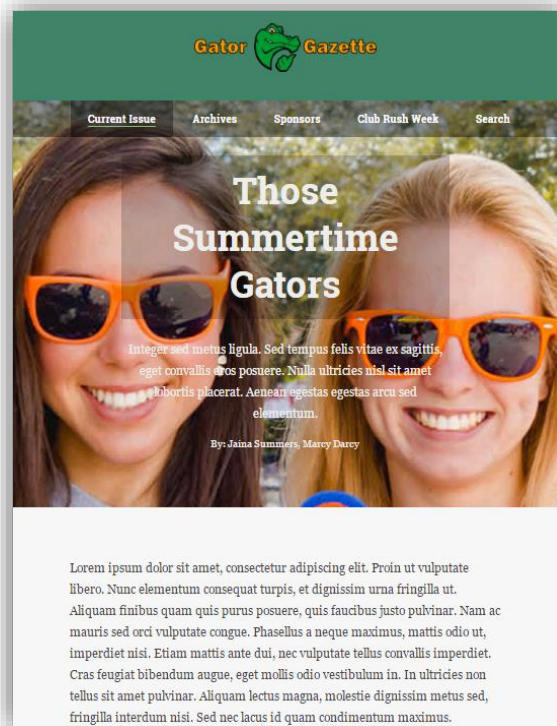 Gator Gazette
Current Issue Archives Sponsors Club Rush Week Search
Those
Summertime
Gators
Integer sed metus ligula. Sed tempus felis vitae ex sagittis,
eget convallis eros posuere. Nulla ultricies nisl sit amet
lobortis placerat. Aenean egestas egestas arcu sed
elementum.
By: Jaina Summers, Marcy Darcy
Lorem ipsum dolor sit amet, consectetur adipiscing elit. Proin ut vulputate
libero. Nunc elementum consequat turpis, et dignissim urna fringilla ut.
Aliquam finibus quam quis purus posuere, quis faucibus justo pulvinar. Nam ac
mauris sed orci vulputate congue. Phasellus a neque maximus, mattis odio ut,
imperdiet nisi. Etiam mattis ante dui, nec vulputate tellus convallis imperdiet.
Cras feugiat bibendum augue, eget mollis odio vestibulum in. In ultricies non
tellus sit amet pulvinar. Aliquam lectus magna, molestie dignissim metus sed,
fringilla interdum nisi. Sed nec lacus id quam condimentum maximus.